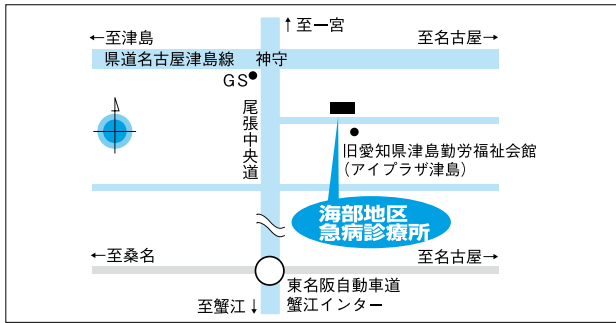 ↑至一宮
←至津島
至名古屋→
県道名古屋津島線
神守
GS
尾張中央道
旧愛知県津島勤労福祉会館
(アイプラザ津島)
海部地区
急病診療所
←至桑名
至名古屋→
東名阪自動車道
蟹江インター
至蟹江↓